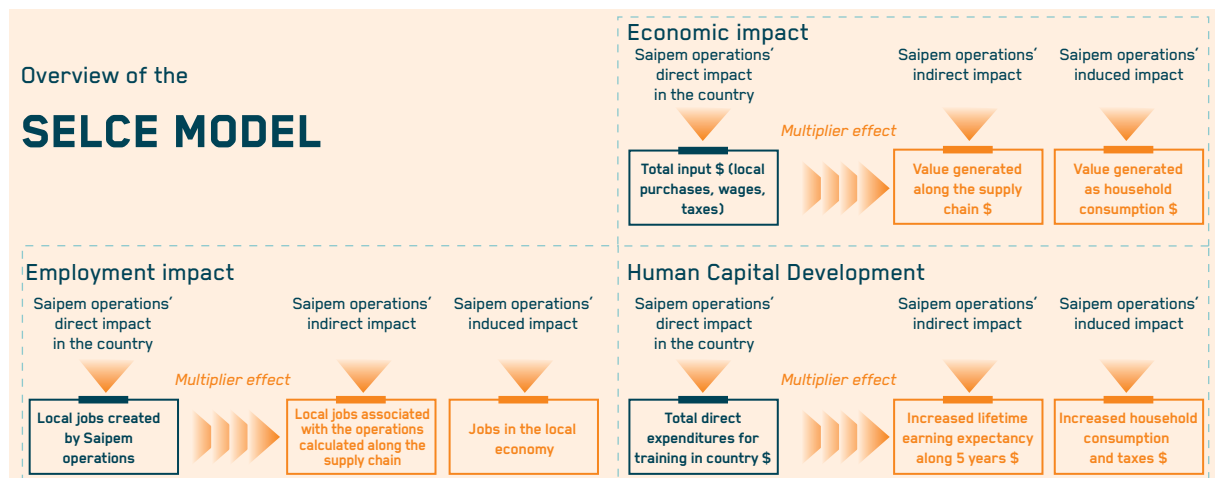 Overview of the
SELCE MODEL
Economic impact
Saipem operations’
direct impact
in the country
Saipem operations’
indirect impact
Saipem operations’
induced impact
Multiplier effect
Total input $ (local
purchases, wages,
taxes)
Value generated
along the supply
chain $
Value generated
as household
consumption $
Employment impact
Saipem operations’
direct impact
in the country
Saipem operations’
indirect impact
Saipem operations’
induced impact
Multiplier effect
Local jobs created
by Saipem
operations
Local jobs associated
with the operations
calculated along the
supply chain
Jobs in the local
economy
Human Capital Development
Saipem operations’
direct impact
in the country
Saipem operations’
indirect impact
Saipem operations’
induced impact
Multiplier effect
Total direct
expenditures for
training in country $
Increased lifetime
earning expectancy
along 5 years $
Increased household
consumption
and taxes $